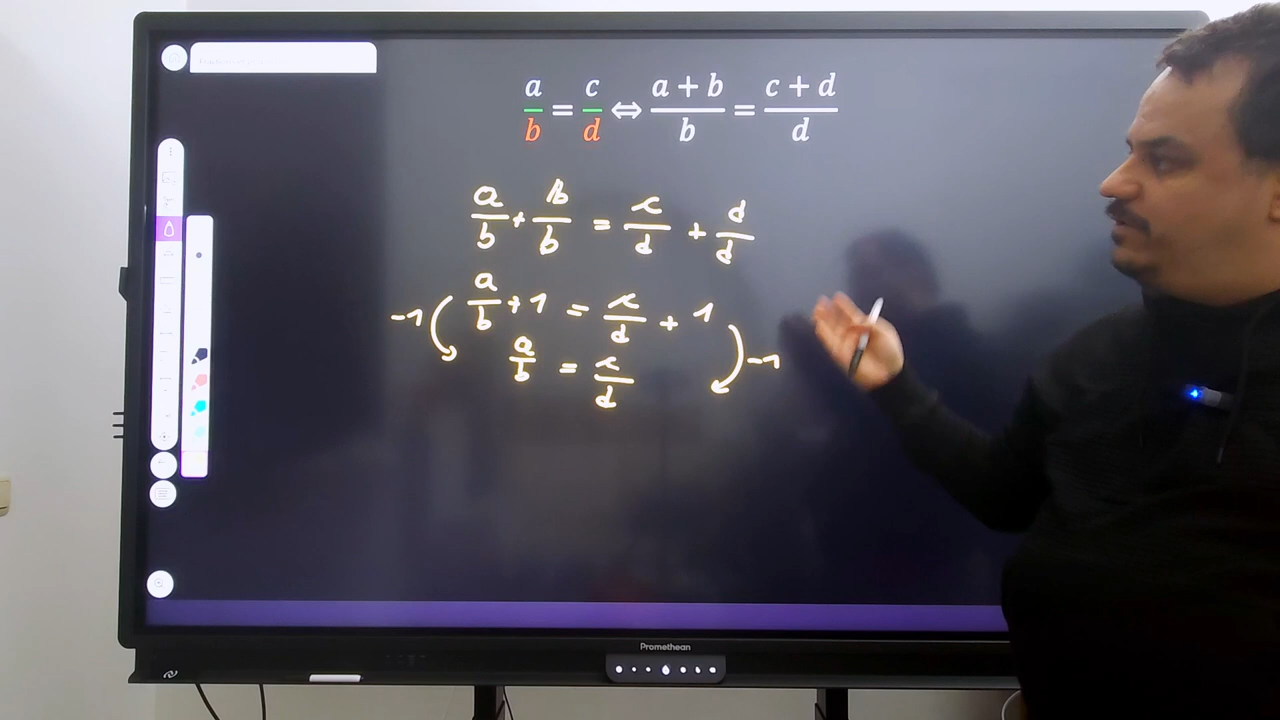 a/b = c/d ⇔ (a + b)/b = (c + d)/d
a/b + b/b = c/d + d/d
-1 a/b + 1 = c/d + 1
a/b = c/d -1
Promethean